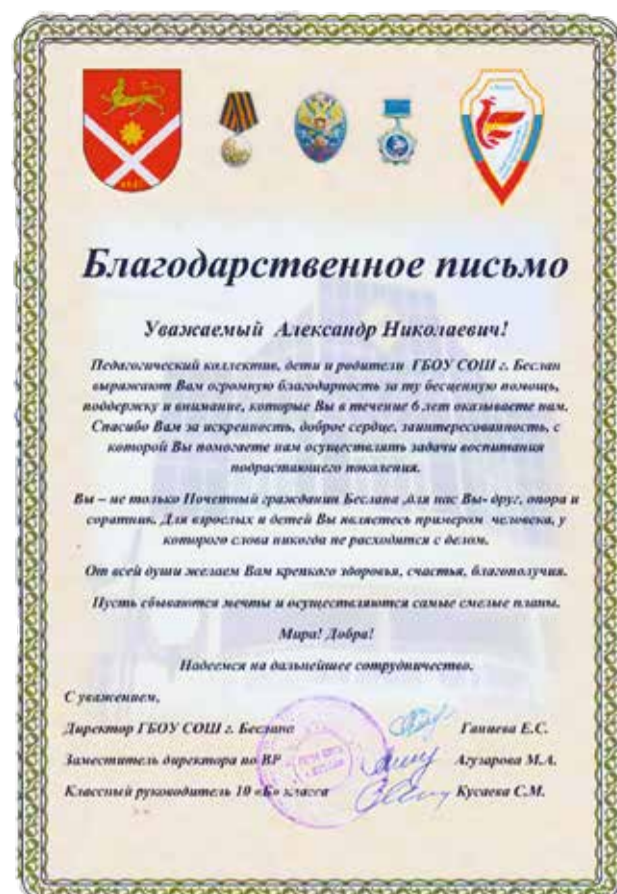 Благодарственное письмо
Уважаемый Александр Николаевич!
Педагогический коллектив, дети и родители ГБОУ СОШ г. Беслан
выражают Вам огромную благодарность за ту бесценную помощь,
поддержку и внимание, которые Вы в течение 6 лет оказываете нам.
Спасибо Вам за искренность, доброе сердце, заинтересованность, с
которой Вы помогаете нам осуществлять задачи воспитания
подрастающего поколения.
Вы – не только Почетный гражданин Беслана ,для нас Вы- друг, опора и
соратник. Для взрослых и детей Вы являетесь примером человека, у
которого слова никогда не расходится с делом.
От всей души желаем Вам крепкого здоровья, счастья, благополучия.
Пусть сбываются мечты и осуществляются самые смелые планы.
Мира! Добра!
Надеемся на дальнейшее сотрудничество.
С уважением,
Директор ГБОУ СОШ г. Беслана Ганиева Е.С.
Заместитель директора по ВР Агузарова М.А.
Классный руководитель 10 «Б» класса Кусаева С.М.